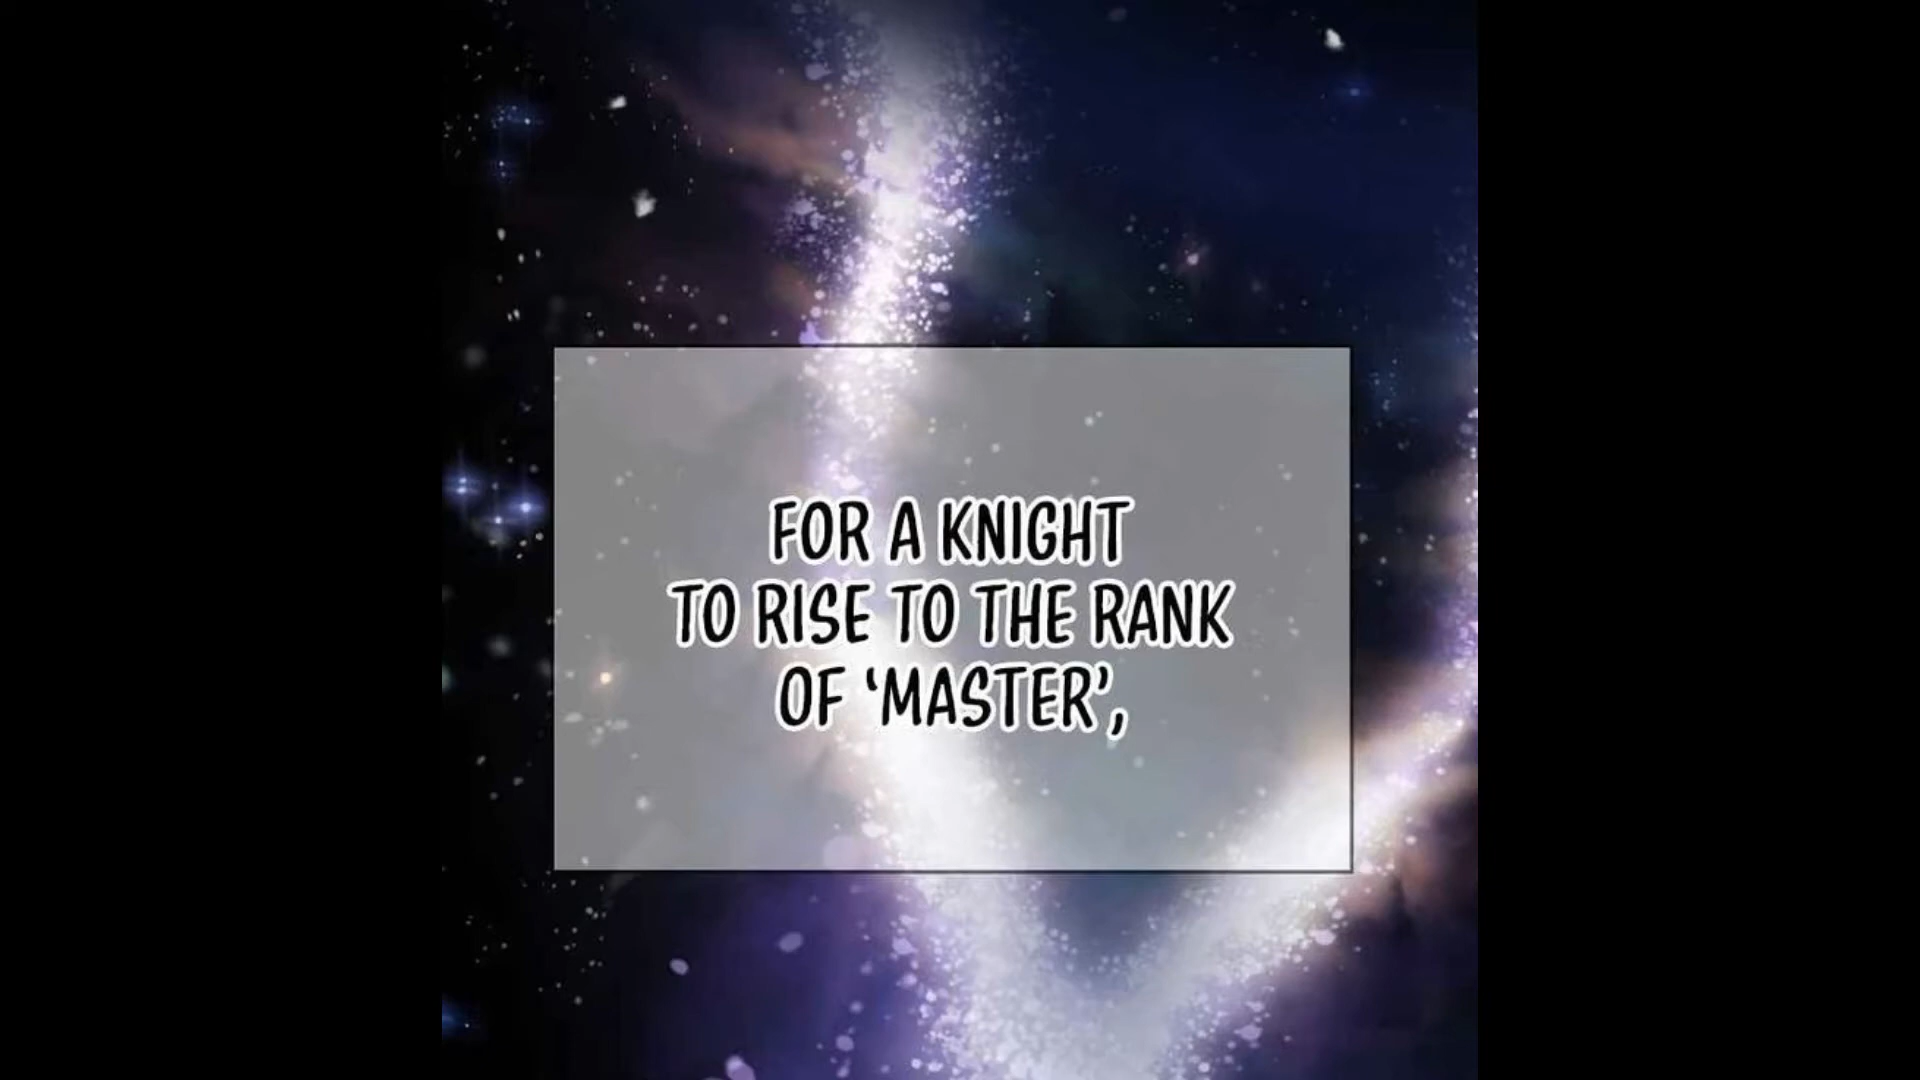 FOR A KNIGHT
TO RISE TO THE RANK
OF ‘MASTER’,